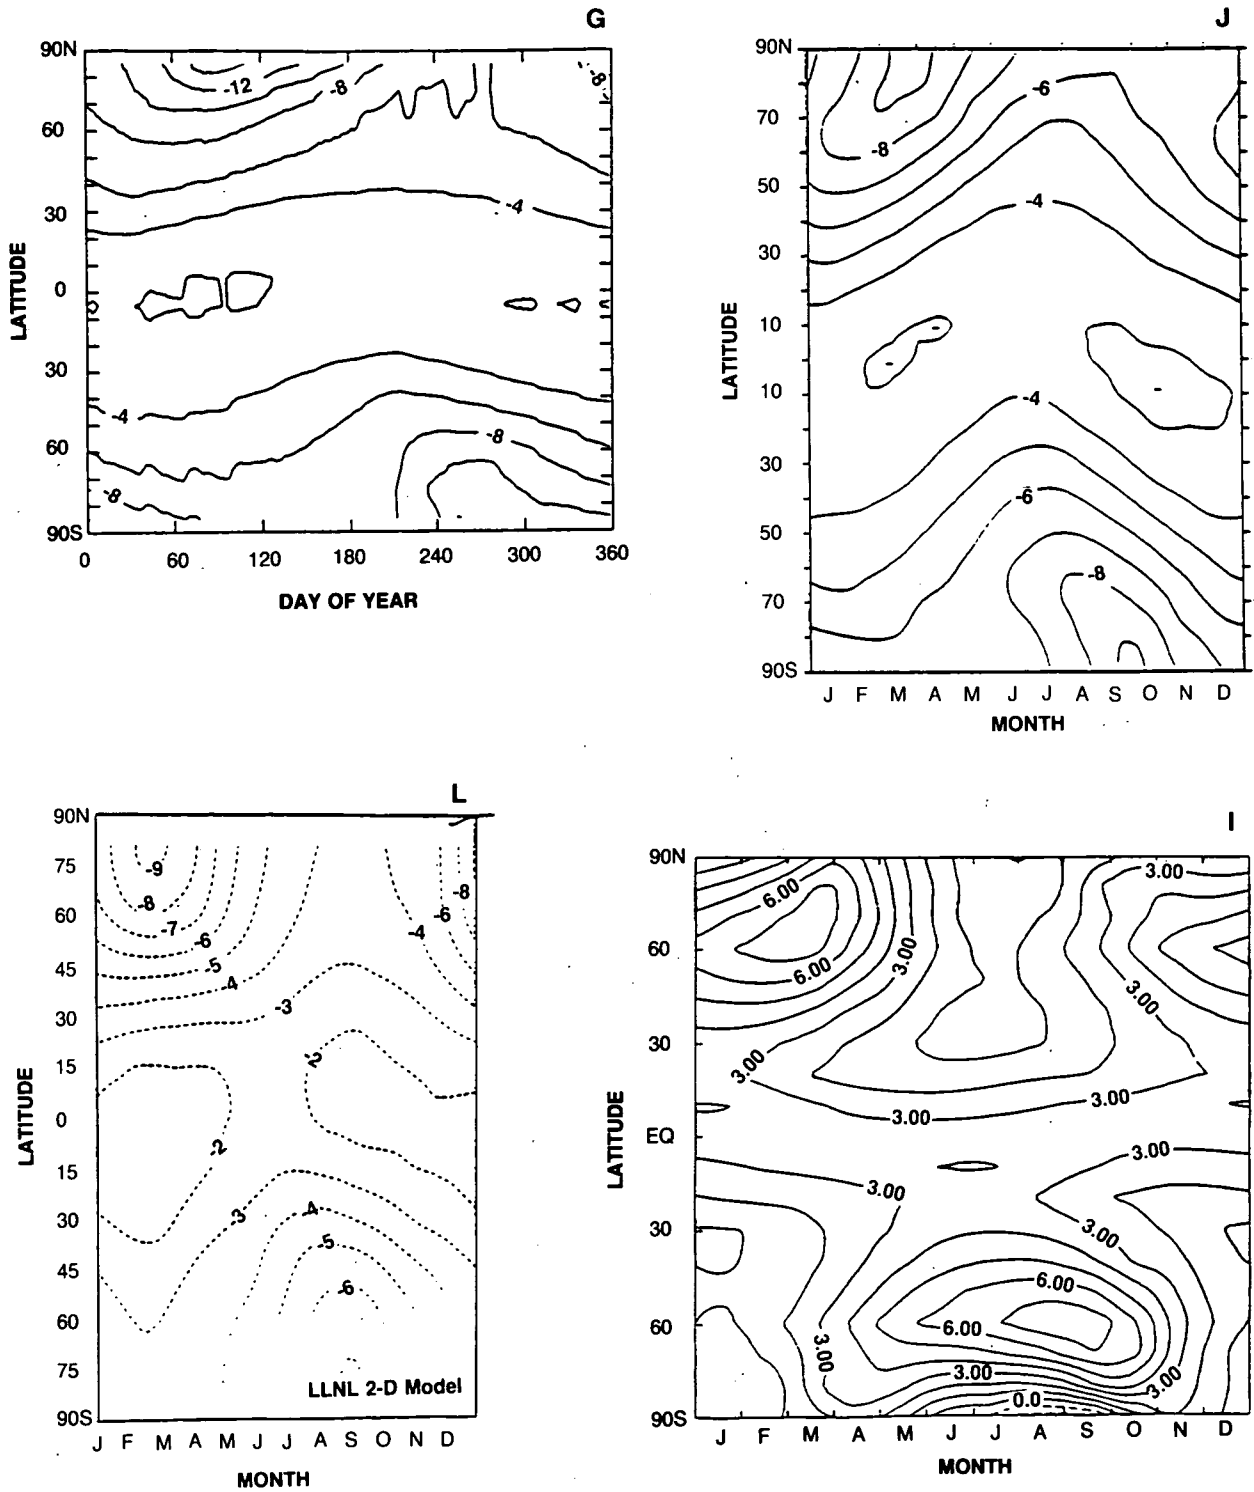 G
90N
60
30
0
30
60
90S
LATITUDE
-12
-8
-8
-4
-4
-8
-8
0 60 120 180 240 300 360
DAY OF YEAR
J
90N
70
50
30
10
10
30
50
70
90S
LATITUDE
-6
-8
-4
-4
-6
-8
J F M A M J J A S O N D
MONTH
L
90N
75
60
45
30
15
0
15
30
45
60
75
90S
LATITUDE
-9
-8
-8
-7
-6
-6
-4
-5
-4
-3
-2
-2
-3
-4
-5
-6
LLNL 2-D Model
J F M A M J J A S O N D
MONTH
I
90N
60
30
EQ
30
60
90S
LATITUDE
6.00
3.00
6.00
3.00
3.00
3.00
3.00
3.00
3.00
3.00
3.00
6.00
6.00
3.00
3.00
3.00
0.0
J F M A M J J A S O N D
MONTH